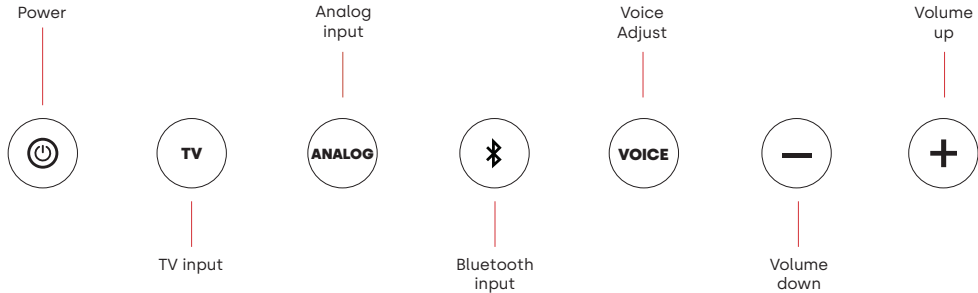 Power
Analog
input
Voice
Adjust
Volume
up
TV
ANALOG
VOICE
TV input
Bluetooth
input
Volume
down